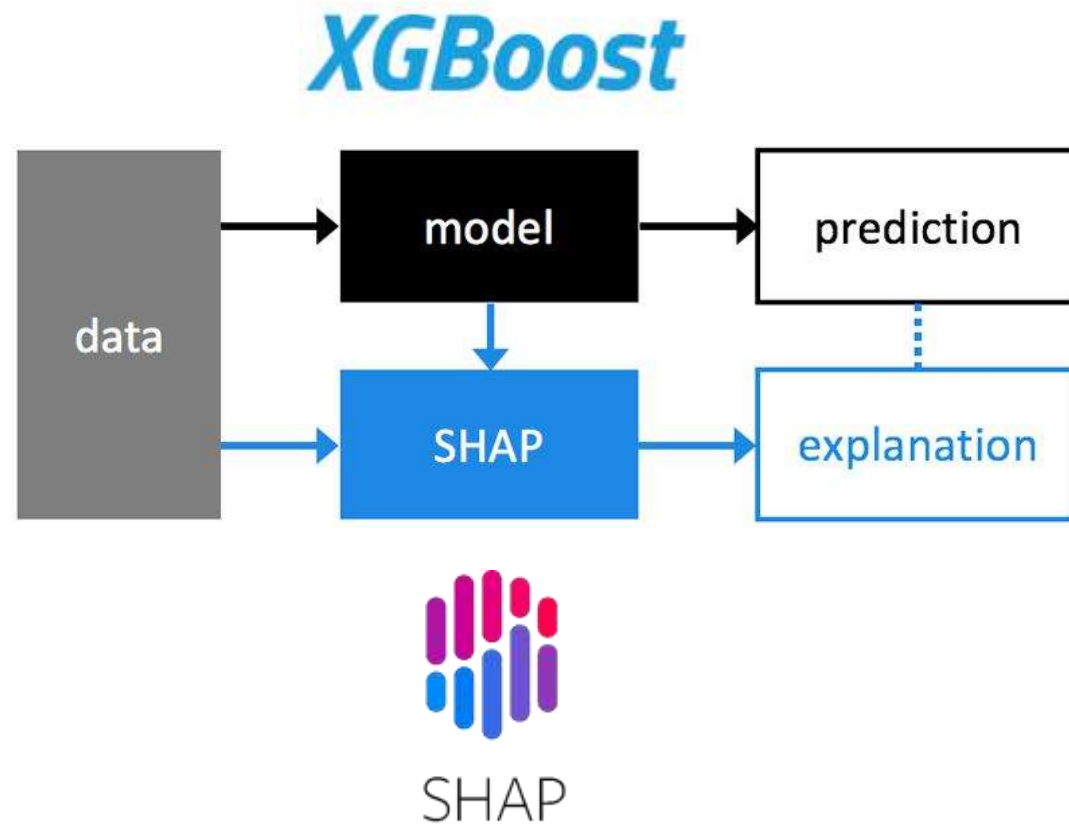 XGBoost
model
prediction
data
SHAP
explanation
SHAP